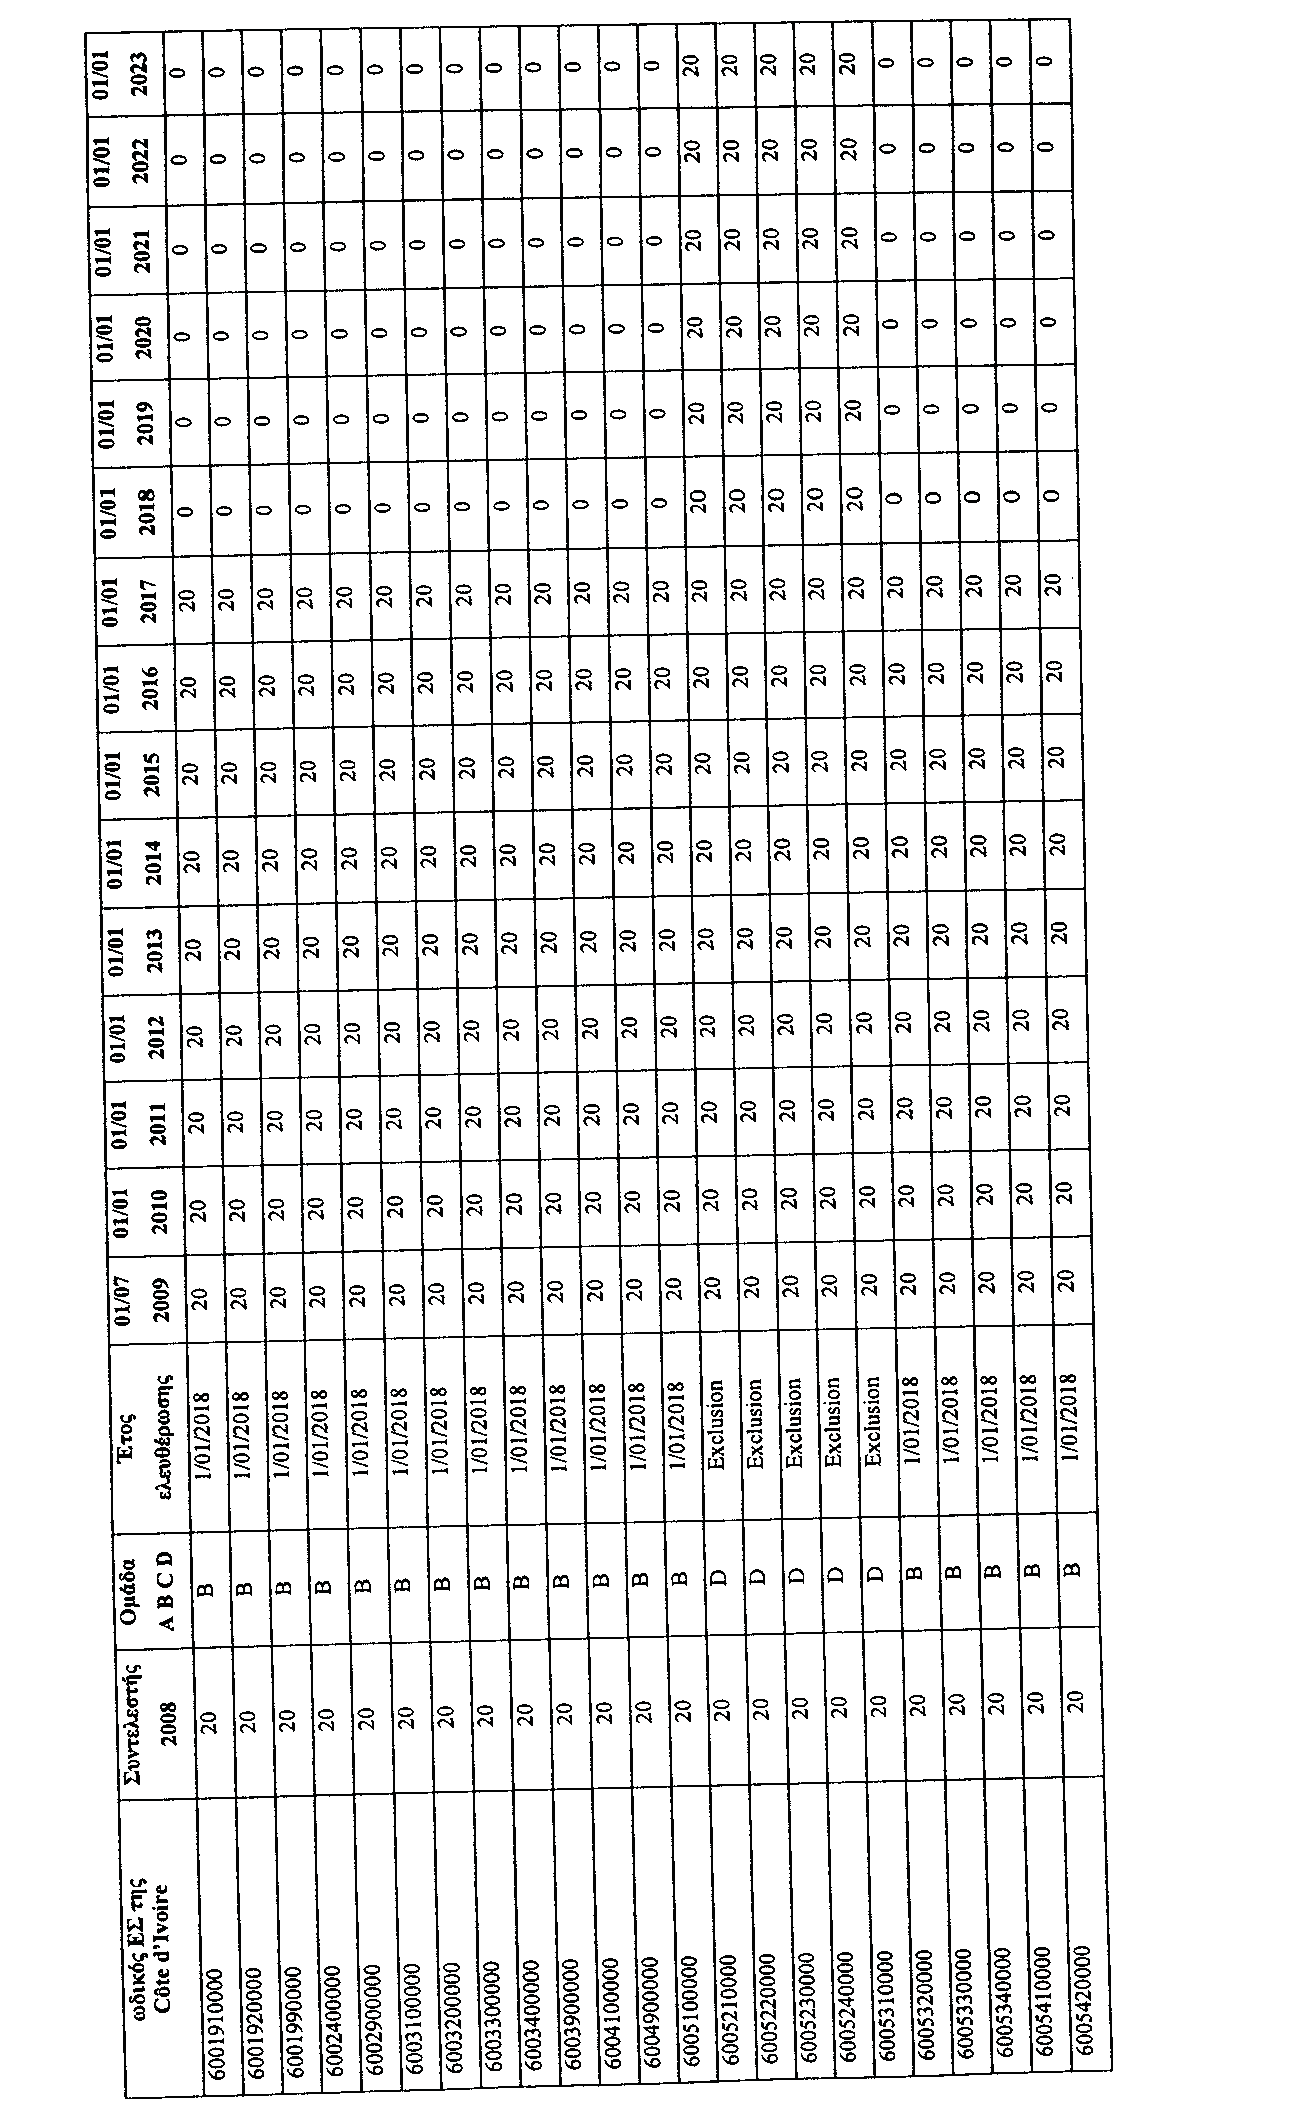 ωδικός ΕΣ της Συντελεστής Ομάδα Έτος 01/07 01/01 01/01 01/01 01/01 01/01 01/01 01/01 01/01 01/01 01/01 01/01 01/01 01/01 01/01
Côte d'Ivoire 2008 A B C D ελευθέρωσης 2009 2010 2011 2012 2013 2014 2015 2016 2017 2018 2019 2020 2021 2022 2023
6001910000 20 B 1/01/2018 20 20 20 20 20 20 20 20 20 0 0 0 0 0 0
6001920000 20 B 1/01/2018 20 20 20 20 20 20 20 20 20 0 0 0 0 0 0
6001990000 20 B 1/01/2018 20 20 20 20 20 20 20 20 20 0 0 0 0 0 0
6002400000 20 B 1/01/2018 20 20 20 20 20 20 20 20 20 0 0 0 0 0 0
6002900000 20 B 1/01/2018 20 20 20 20 20 20 20 20 20 0 0 0 0 0 0
6003100000 20 B 1/01/2018 20 20 20 20 20 20 20 20 20 0 0 0 0 0 0
6003200000 20 B 1/01/2018 20 20 20 20 20 20 20 20 20 0 0 0 0 0 0
6003300000 20 B 1/01/2018 20 20 20 20 20 20 20 20 20 0 0 0 0 0 0
6003400000 20 B 1/01/2018 20 20 20 20 20 20 20 20 20 0 0 0 0 0 0
6003900000 20 B 1/01/2018 20 20 20 20 20 20 20 20 20 0 0 0 0 0 0
6004100000 20 B 1/01/2018 20 20 20 20 20 20 20 20 20 0 0 0 0 0 0
6004900000 20 B 1/01/2018 20 20 20 20 20 20 20 20 20 0 0 0 0 0 0
6005100000 20 B 1/01/2018 20 20 20 20 20 20 20 20 20 0 0 0 0 0 0
6005210000 20 D Exclusion 20 20 20 20 20 20 20 20 20 20 20 20 20 20 20
6005220000 20 D Exclusion 20 20 20 20 20 20 20 20 20 20 20 20 20 20 20
6005230000 20 D Exclusion 20 20 20 20 20 20 20 20 20 20 20 20 20 20 20
6005240000 20 D Exclusion 20 20 20 20 20 20 20 20 20 20 20 20 20 20 20
6005310000 20 D Exclusion 20 20 20 20 20 20 20 20 20 20 20 20 20 20 20
6005320000 20 B 1/01/2018 20 20 20 20 20 20 20 20 20 0 0 0 0 0 0
6005330000 20 B 1/01/2018 20 20 20 20 20 20 20 20 20 0 0 0 0 0 0
6005340000 20 B 1/01/2018 20 20 20 20 20 20 20 20 20 0 0 0 0 0 0
6005410000 20 B 1/01/2018 20 20 20 20 20 20 20 20 20 0 0 0 0 0 0
6005420000 20 B 1/01/2018 20 20 20 20 20 20 20 20 20 0 0 0 0 0 0